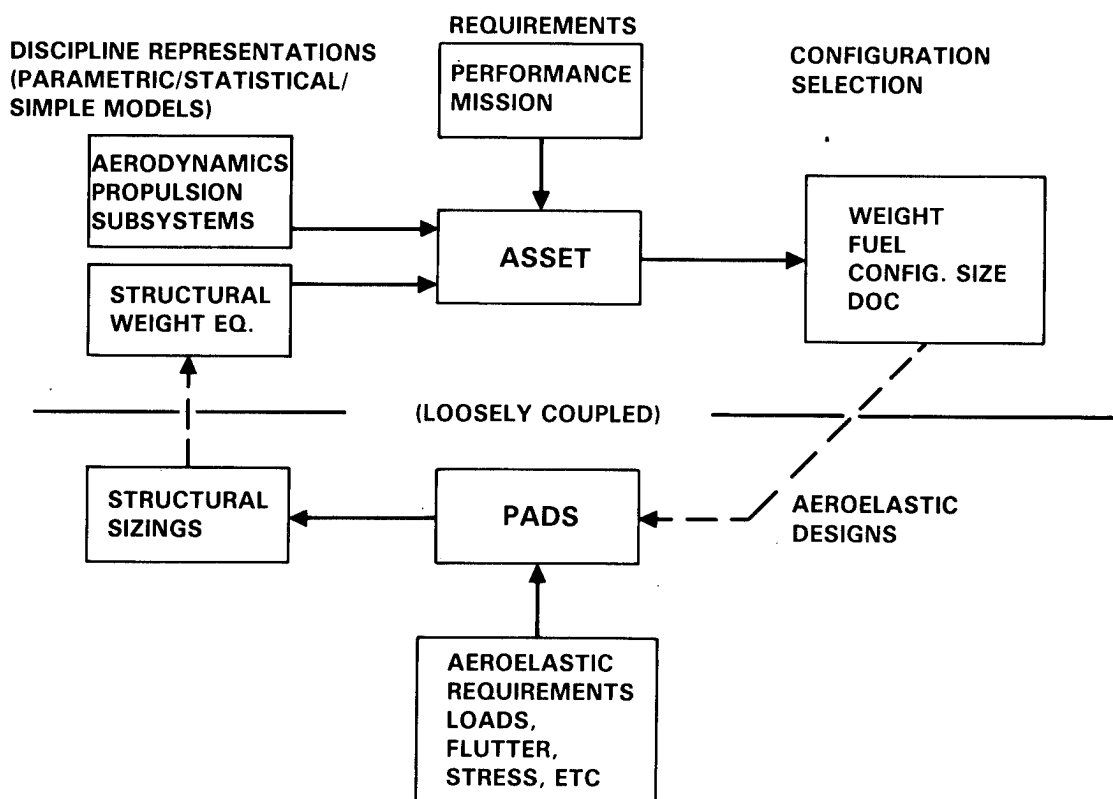 REQUIREMENTS
DISCIPLINE REPRESENTATIONS
(PARAMETRIC/STATISTICAL/
SIMPLE MODELS)
PERFORMANCE
MISSION
CONFIGURATION
SELECTION
AERODYNAMICS
PROPULSION
SUBSYSTEMS
ASSET
WEIGHT
FUEL
CONFIG. SIZE
DOC
STRUCTURAL
WEIGHT EQ.
(LOOSELY COUPLED)
STRUCTURAL
SIZINGS
PADS
AEROELASTIC
DESIGNS
AEROELASTIC
REQUIREMENTS
LOADS,
FLUTTER,
STRESS, ETC